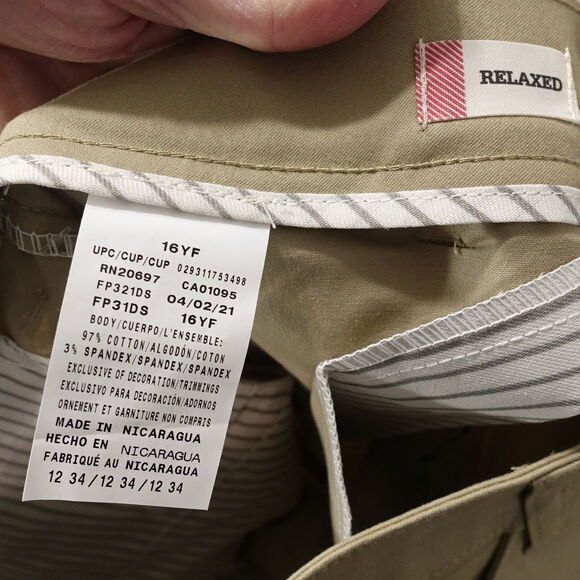 RELAXED
16YF
UPC/CUP/CUP 029311753498
RN20697 CA01095
FP321DS 04/02/21
FP31DS 16YF
BODY/CUERPO/L'ENSEMBLE:
97% COTTON/ALGODÓN/COTON
3% SPANDEX/SPANDEX/SPANDEX
EXCLUSIVE OF DECORATION/TRIMMINGS
EXCLUSIVO PARA DECORACIÓN/ADORNOS
ORNEMENT ET GARNITURE NON COMPRIS
MADE IN NICARAGUA
HECHO EN NICARAGUA
FABRIQUÉ AU NICARAGUA
12 34 / 12 34 / 12 34